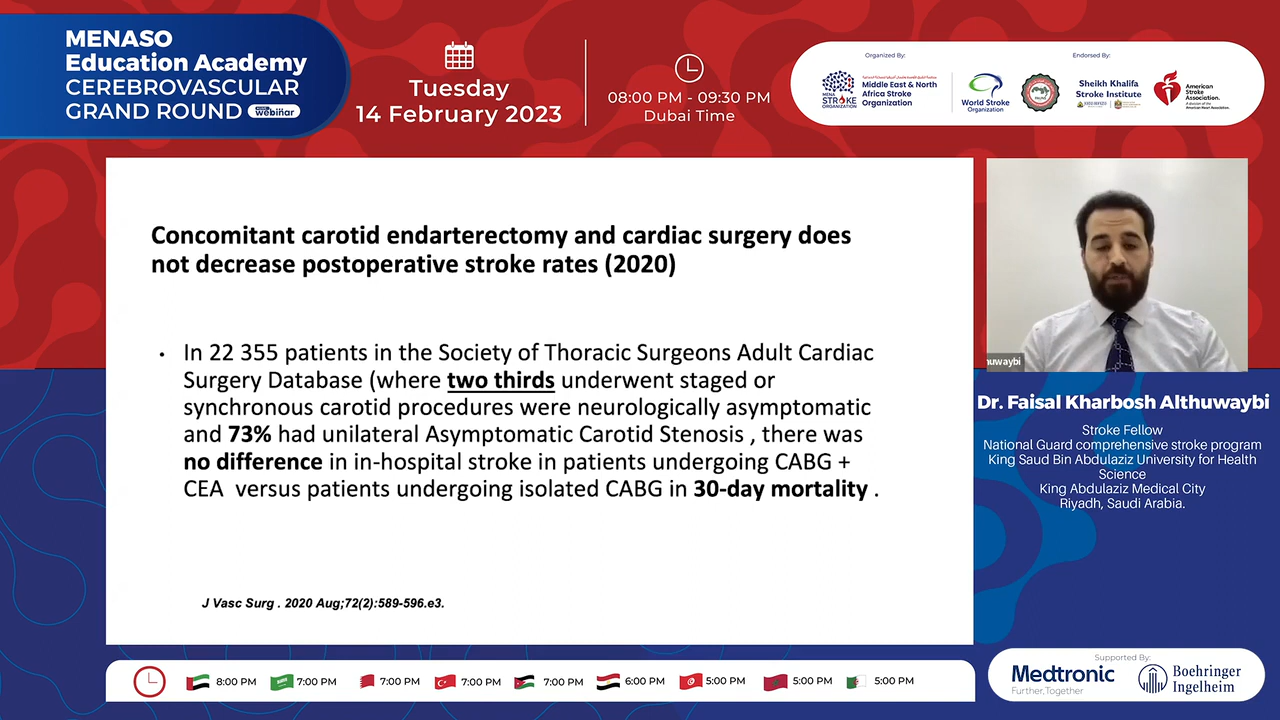 MENASO
Education Academy
CEREBROVASCULAR
GRAND ROUND
webinar
Tuesday
14 February 2023
08:00 PM - 09:30 PM
Dubai Time
Organized By:
MENA
STROKE
ORGANIZATION
Middle East & North
Africa Stroke
Organization
Endorsed By:
World Stroke
Organization
Sheikh Khalifa
Stroke Institute
American
Stroke
Association.
A division of the
American Heart Association.
Concomitant carotid endarterectomy and cardiac surgery does
not decrease postoperative stroke rates (2020)
• In 22 355 patients in the Society of Thoracic Surgeons Adult Cardiac
Surgery Database (where two thirds underwent staged or
synchronous carotid procedures were neurologically asymptomatic
and 73% had unilateral Asymptomatic Carotid Stenosis , there was
no difference in in-hospital stroke in patients undergoing CABG +
CEA versus patients undergoing isolated CABG in 30-day mortality .
J Vasc Surg . 2020 Aug;72(2):589-596.e3.
huwaybi
Dr. Faisal Kharbosh Althuwaybi
Stroke Fellow
National Guard comprehensive stroke program
King Saud Bin Abdulaziz University for Health
Science
King Abdulaziz Medical City
Riyadh, Saudi Arabia.
8:00 PM
7:00 PM
7:00 PM
7:00 PM
7:00 PM
6:00 PM
5:00 PM
5:00 PM
5:00 PM
Supported By:
Medtronic
Further,Together
Boehringer
Ingelheim